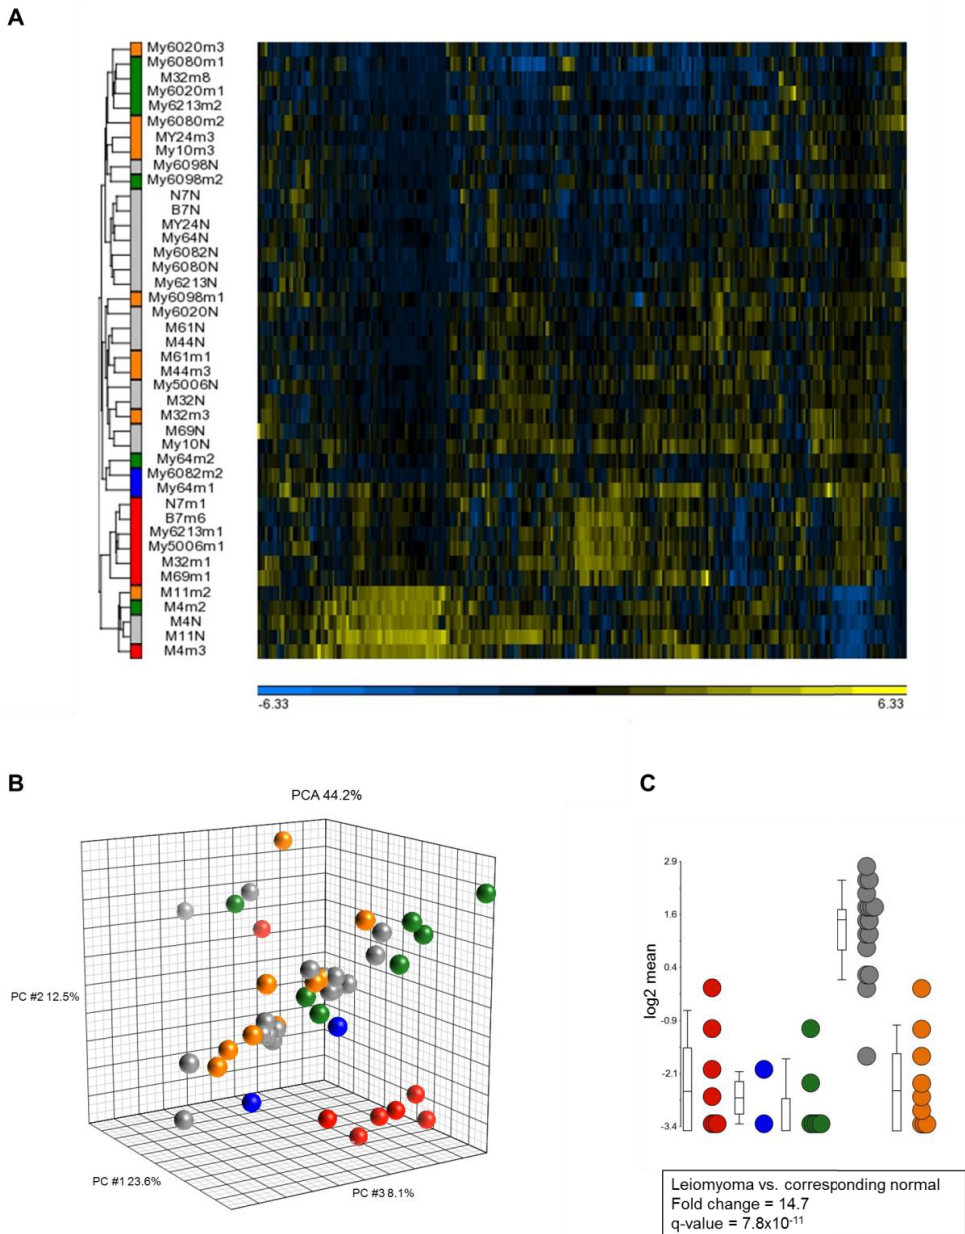 A
My6020m3
My6080m1
M32m8
My6020m1
My6213m2
My6080m2
MY24m3
My10m3
My6098N
My6098m2
N7N
B7N
MY24N
My64N
My6082N
My6080N
My6213N
My6098m1
My6020N
M61N
M44N
M61m1
M44m3
My5006N
M32N
M32m3
M69N
My10N
My64m2
My6082m2
My64m1
N7m1
B7m6
My6213m1
My5006m1
M32m1
M69m1
M11m2
M4m2
M4N
M11N
M4m3
-6.33 6.33
B
PCA 44.2%
PC #2 12.5%
PC #1 23.6%
PC #3 8.1%
C
log2 mean
2.9
1.6
0.4
-0.9
-2.1
-3.4
Leiomyoma vs. corresponding normal
Fold change = 14.7
q-value = 7.8x10⁻¹¹